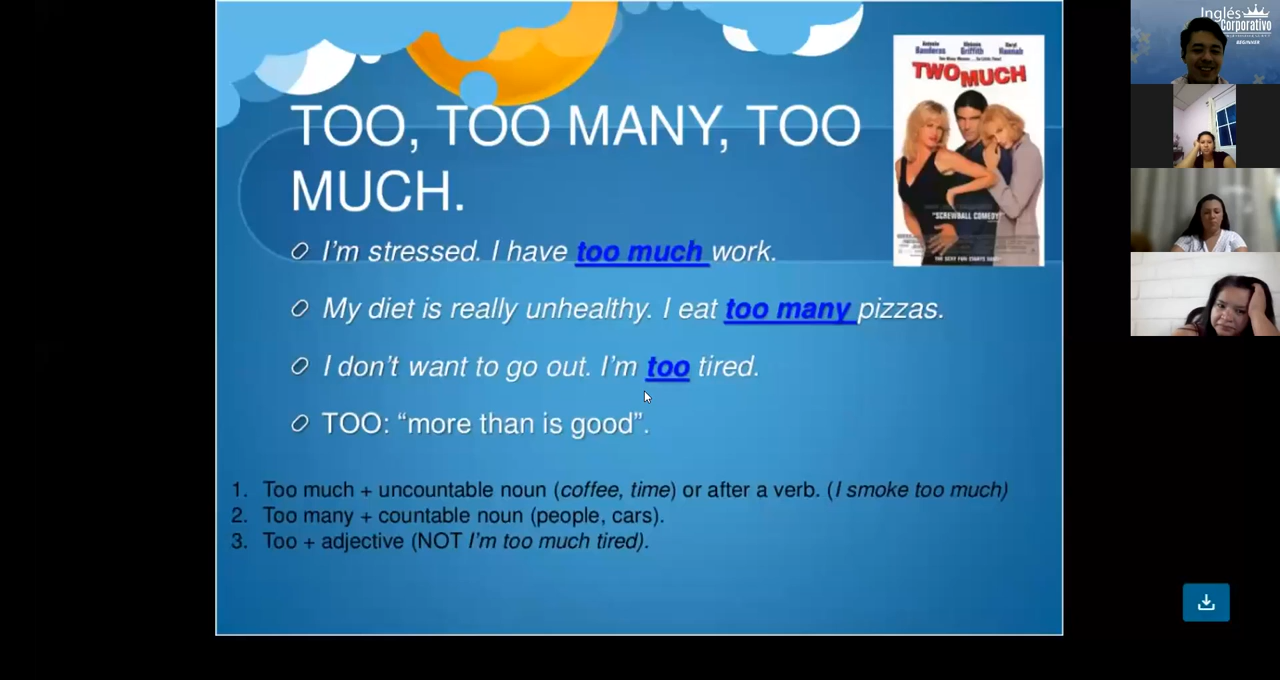 TOO, TOO MANY, TOO
MUCH.
I'm stressed. I have too much work.
My diet is really unhealthy. I eat too many pizzas.
I don't want to go out. I'm too tired.
TOO: “more than is good”.
1. Too much + uncountable noun (coffee, time) or after a verb. (I smoke too much)
2. Too many + countable noun (people, cars).
3. Too + adjective (NOT I'm too much tired).
Antonio Banderas
Melanie Griffith
Daryl Hannah
TWO MUCH
"SCREWBALL COMEDY!"
Inglés
Corporativo
BEGINNER